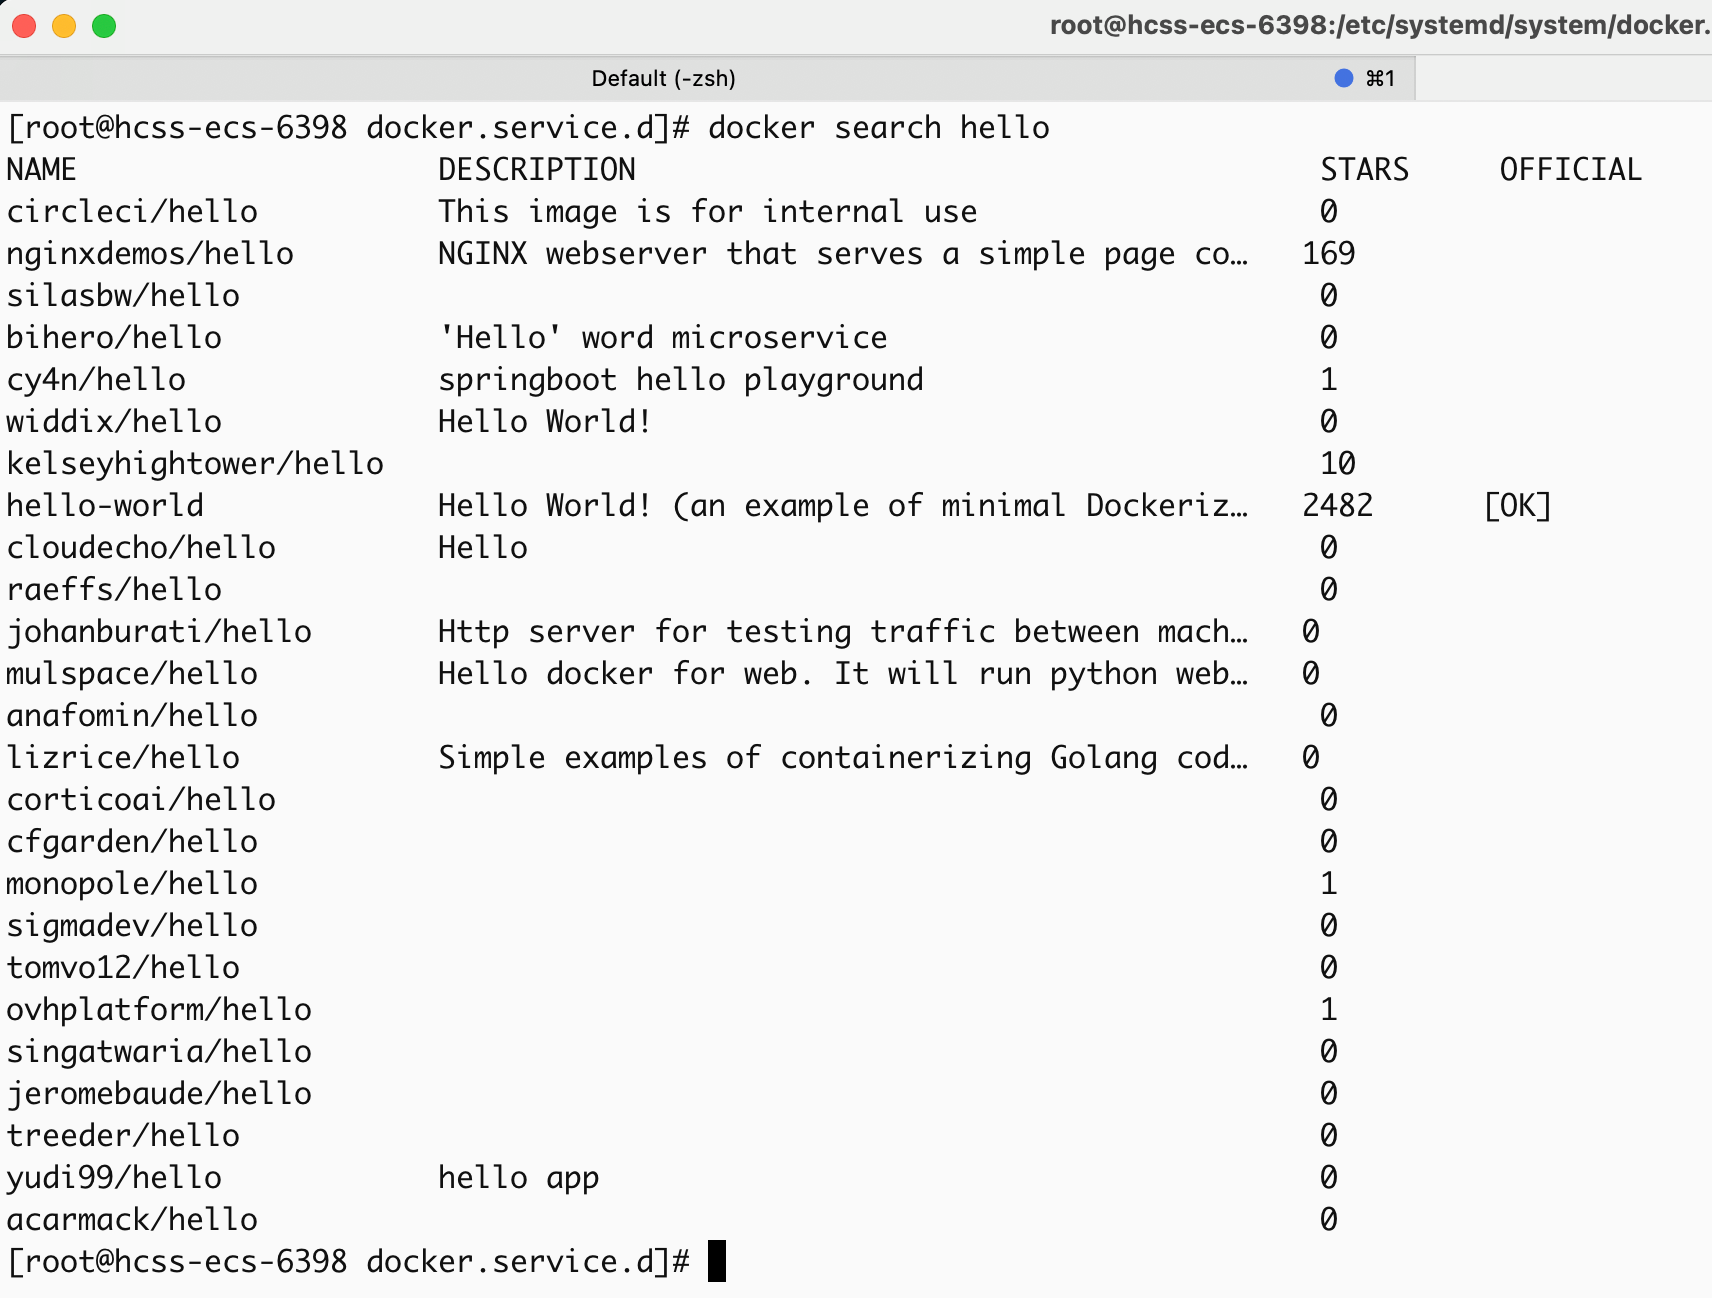 root@hcss-ecs-6398:/etc/systemd/system/docker.
Default (-zsh) ⌘1
[root@hcss-ecs-6398 docker.service.d]# docker search hello
NAME DESCRIPTION STARS OFFICIAL
circleci/hello This image is for internal use 0
nginxdemos/hello NGINX webserver that serves a simple page co… 169
silasbw/hello 0
bihero/hello 'Hello' word microservice 0
cy4n/hello springboot hello playground 1
widdix/hello Hello World! 0
kelseyhightower/hello 10
hello-world Hello World! (an example of minimal Dockeriz… 2482 [OK]
cloudecho/hello Hello 0
raeffs/hello 0
johanburati/hello Http server for testing traffic between mach… 0
mulspace/hello Hello docker for web. It will run python web… 0
anafomin/hello 0
lizrice/hello Simple examples of containerizing Golang cod… 0
corticoai/hello 0
cfgarden/hello 0
monopole/hello 1
sigmadev/hello 0
tomvo12/hello 0
ovhplatform/hello 1
singatwaria/hello 0
jeromebaude/hello 0
treeder/hello 0
yudi99/hello hello app 0
acarmack/hello 0
[root@hcss-ecs-6398 docker.service.d]#